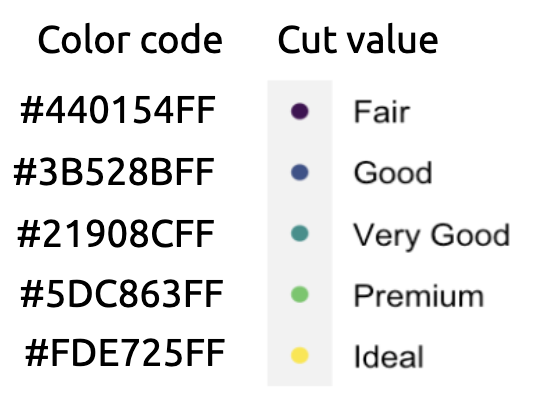 Color code Cut value
#440154FF Fair
#3B528BFF Good
#21908CFF Very Good
#5DC863FF Premium
#FDE725FF Ideal